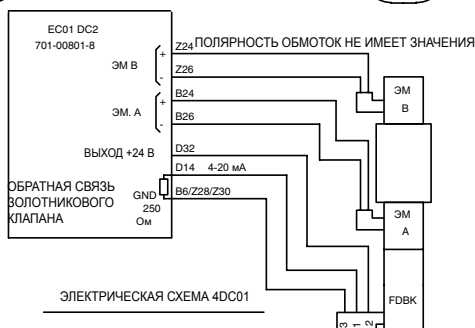 EC01 DC2
701-00801-8
ПОЛЯРНОСТЬ ОБМОТОК НЕ ИМЕЕТ ЗНАЧЕНИЯ
Z24
+
ЭМ В
-
Z26
ЭМ
В
B24
+
ЭМ. А
-
B26
ВЫХОД +24 В
D32
D14 4-20 мА
ОБРАТНАЯ СВЯЗЬ
ЗОЛОТНИКОВОГО
КЛАПАНА
GND
250
Ом
B6/Z28/Z30
ЭМ
А
ЭЛЕКТРИЧЕСКАЯ СХЕМА 4DC01
FDBK
3
1
2